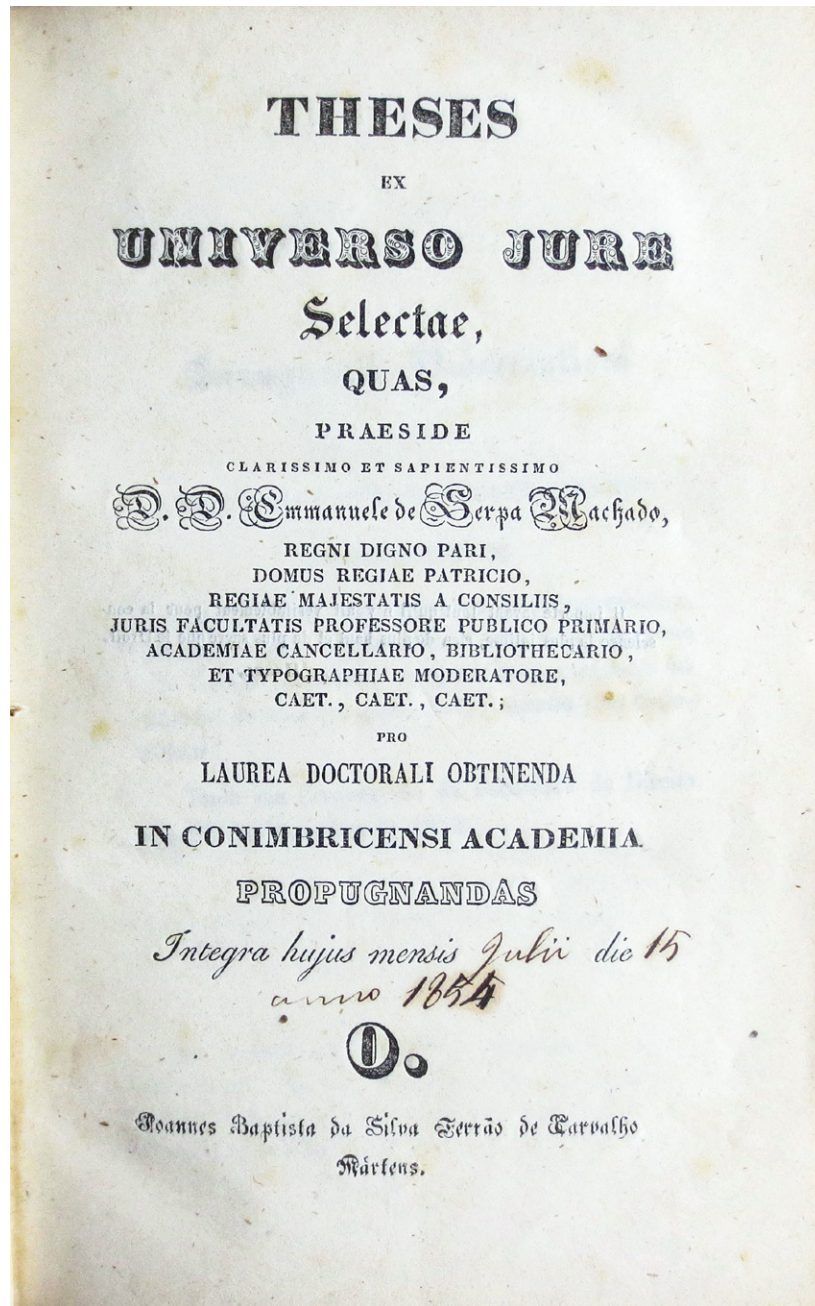 THESES
EX
UNIVERSO JURE
Selectae,
QUAS,
PRAESIDE
CLARISSIMO ET SAPIENTISSIMO
D. D. Emmanuele de Serpa Machado,
REGNI DIGNO PARI,
DOMUS REGIAE PATRICIO,
REGIAE MAJESTATIS A CONSILIIS,
JURIS FACULTATIS PROFESSORE PUBLICO PRIMARIO,
ACADEMIAE CANCELLARIO, BIBLIOTHECARIO,
ET TYPOGRAPHIAE MODERATORE,
CAET., CAET., CAET.;
PRO
LAUREA DOCTORALI OBTINENDA
IN CONIMBRICENSI ACADEMIA
PROPUGNANDAS
Integra hujus mensis Julii die 15
anno 1854
O.
Joannes Baptista da Silva Ferrão de Carvalho
Màrtens.